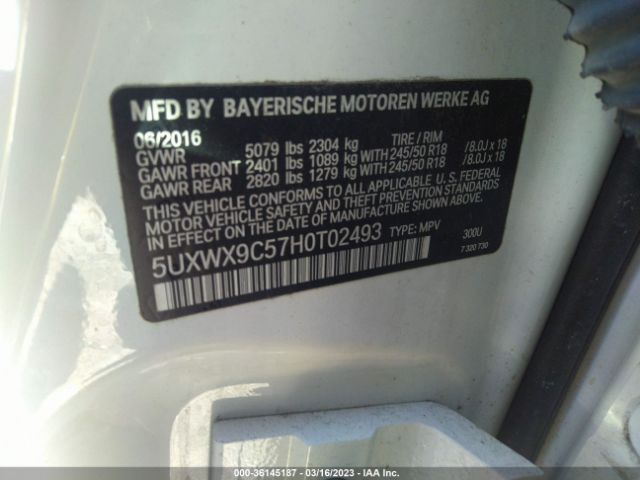 MFD BY BAYERISCHE MOTOREN WERKE AG
06/2016
GVWR 5079 lbs 2304 kg TIRE / RIM
GAWR FRONT 2401 lbs 1089 kg WITH 245/50 R18 /8.0J x 18
GAWR REAR 2820 lbs 1279 kg WITH 245/50 R18 /8.0J x 18
THIS VEHICLE CONFORMS TO ALL APPLICABLE U. S. FEDERAL
MOTOR VEHICLE SAFETY AND THEFT PREVENTION STANDARDS
IN EFFECT ON THE DATE OF MANUFACTURE SHOWN ABOVE.
5UXWX9C57H0T02493 TYPE: MPV 300U
7 320 730
000-36145187 - 03/16/2023 - IAA Inc.